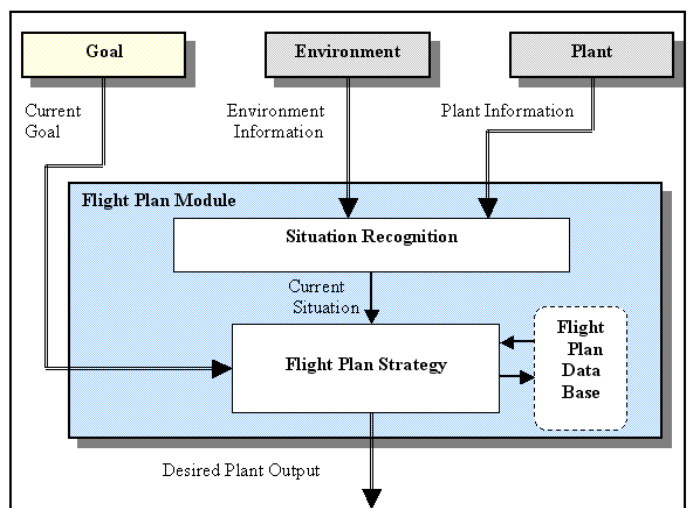 Goal
Environment
Plant
Current
Goal
Environment
Information
Plant Information
Flight Plan Module
Situation Recognition
Current
Situation
Flight Plan Strategy
Flight
Plan
Data
Base
Desired Plant Output